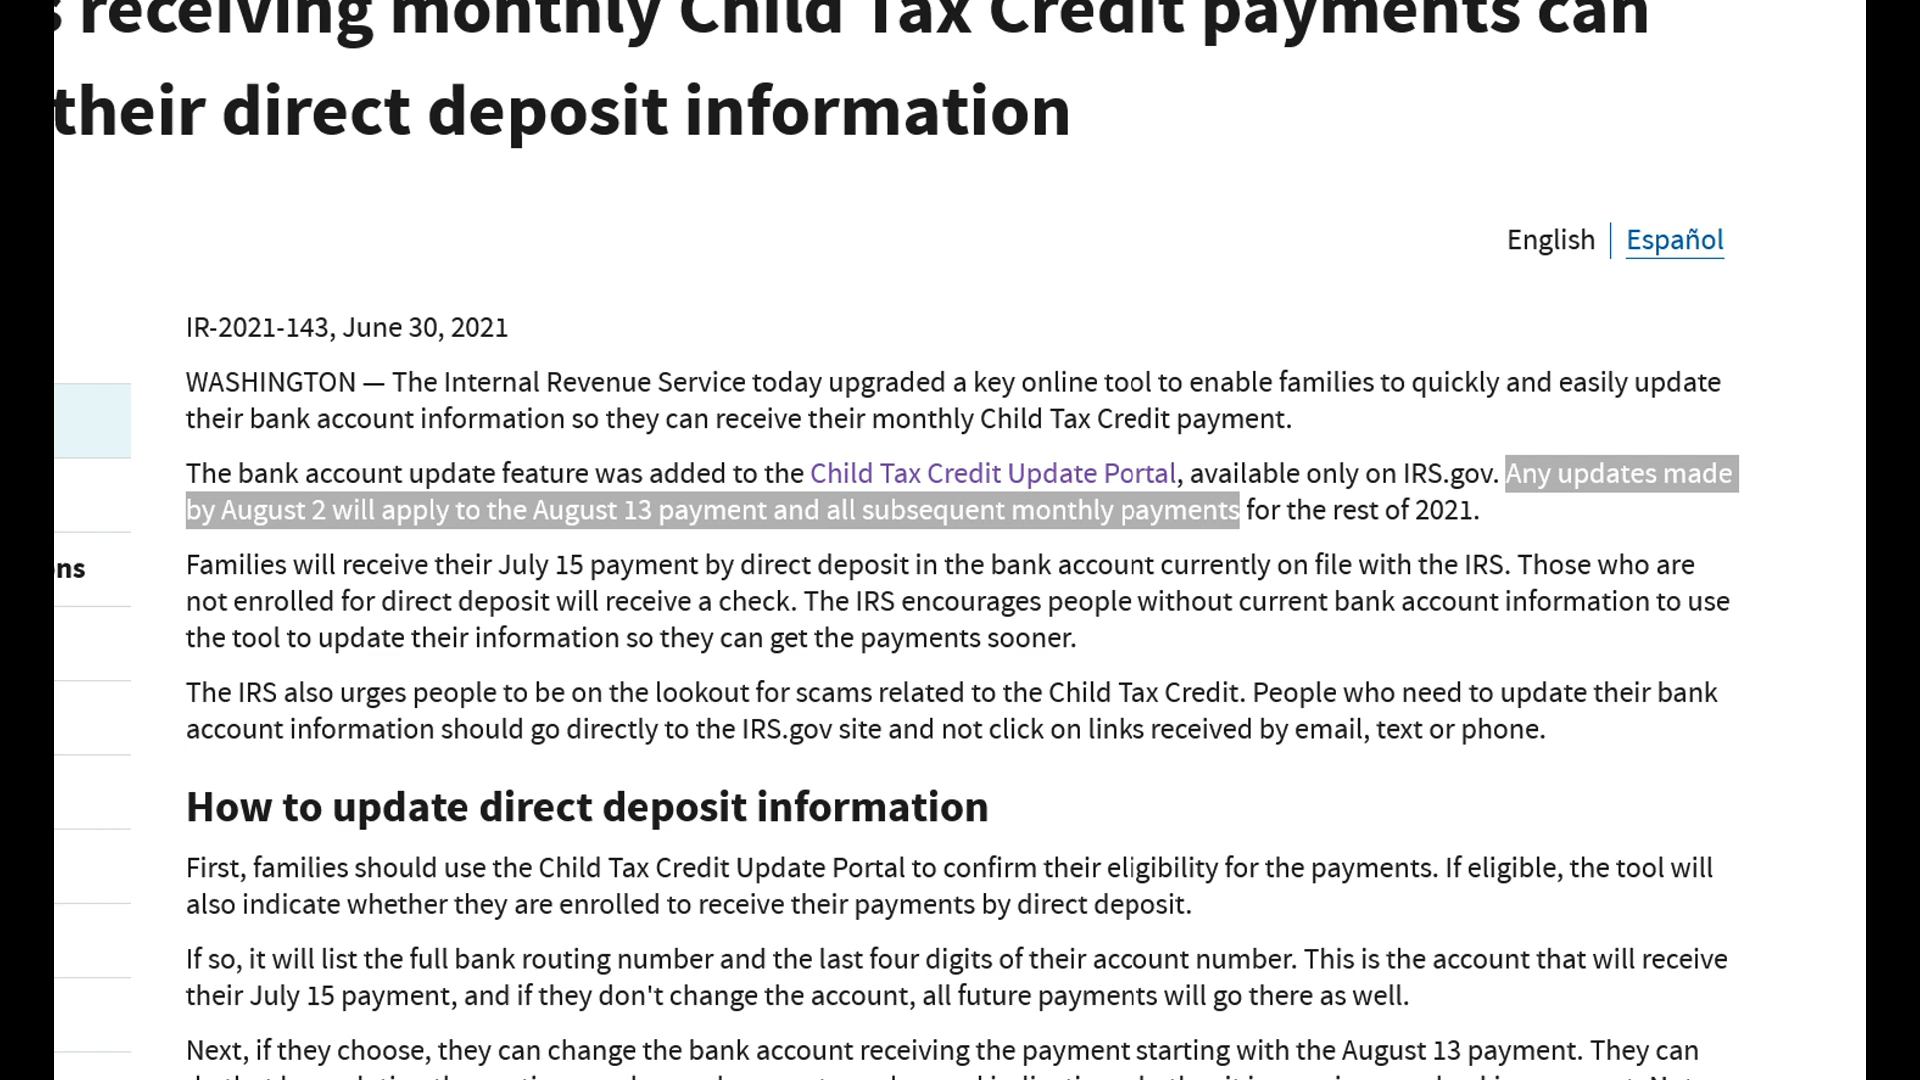 receiving monthly Child Tax Credit payments can
their direct deposit information
English | Español
IR-2021-143, June 30, 2021
WASHINGTON — The Internal Revenue Service today upgraded a key online tool to enable families to quickly and easily update
their bank account information so they can receive their monthly Child Tax Credit payment.
The bank account update feature was added to the Child Tax Credit Update Portal, available only on IRS.gov. Any updates made
by August 2 will apply to the August 13 payment and all subsequent monthly payments for the rest of 2021.
Families will receive their July 15 payment by direct deposit in the bank account currently on file with the IRS. Those who are
not enrolled for direct deposit will receive a check. The IRS encourages people without current bank account information to use
the tool to update their information so they can get the payments sooner.
The IRS also urges people to be on the lookout for scams related to the Child Tax Credit. People who need to update their bank
account information should go directly to the IRS.gov site and not click on links received by email, text or phone.
ns
How to update direct deposit information
First, families should use the Child Tax Credit Update Portal to confirm their eligibility for the payments. If eligible, the tool will
also indicate whether they are enrolled to receive their payments by direct deposit.
If so, it will list the full bank routing number and the last four digits of their account number. This is the account that will receive
their July 15 payment, and if they don't change the account, all future payments will go there as well.
Next, if they choose, they can change the bank account receiving the payment starting with the August 13 payment. They can